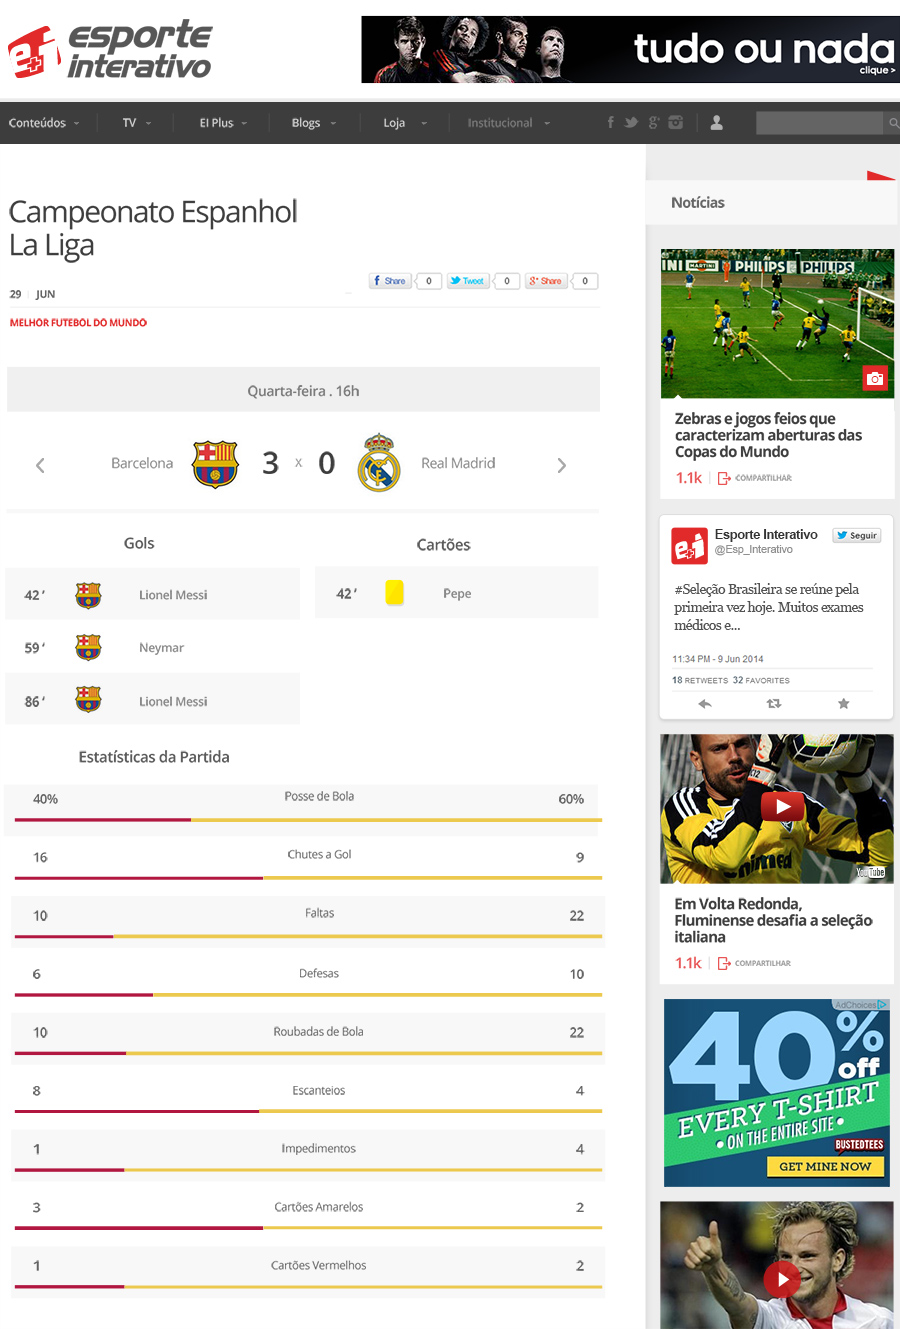 esporte
interativo
tudo ou nada
clique >
Conteúdos
TV
EI Plus
Blogs
Loja
Institucional
Campeonato Espanhol
La Liga
Share 0
Tweet 0
Share 0
29 JUN
MELHOR FUTEBOL DO MUNDO
Quarta-feira . 16h
Barcelona 3 x 0 Real Madrid
Gols
42 ' Lionel Messi
59 ' Neymar
86 ' Lionel Messi
Cartões
42 ' Pepe
Estatísticas da Partida
40% Posse de Bola 60%
16 Chutes a Gol 9
10 Faltas 22
6 Defesas 10
10 Roubadas de Bola 22
8 Escanteios 4
1 Impedimentos 4
3 Cartões Amarelos 2
1 Cartões Vermelhos 2
Notícias
INI MARTINI PHILIPS PHILIPS
Zebras e jogos feios que
caracterizam aberturas das
Copas do Mundo
1.1k COMPARTILHAR
Esporte Interativo
@Esp_Interativo
Seguir
#Seleção Brasileira se reúne pela
primeira vez hoje. Muitos exames
médicos e...
11:34 PM - 9 Jun 2014
18 RETWEETS 32 FAVORITES
Unimed
YouTube
Em Volta Redonda,
Fluminense desafia a seleção
italiana
1.1k COMPARTILHAR
AdChoices
40% off
EVERY T-SHIRT
• ON THE ENTIRE SITE •
BUSTEDTEES
GET MINE NOW